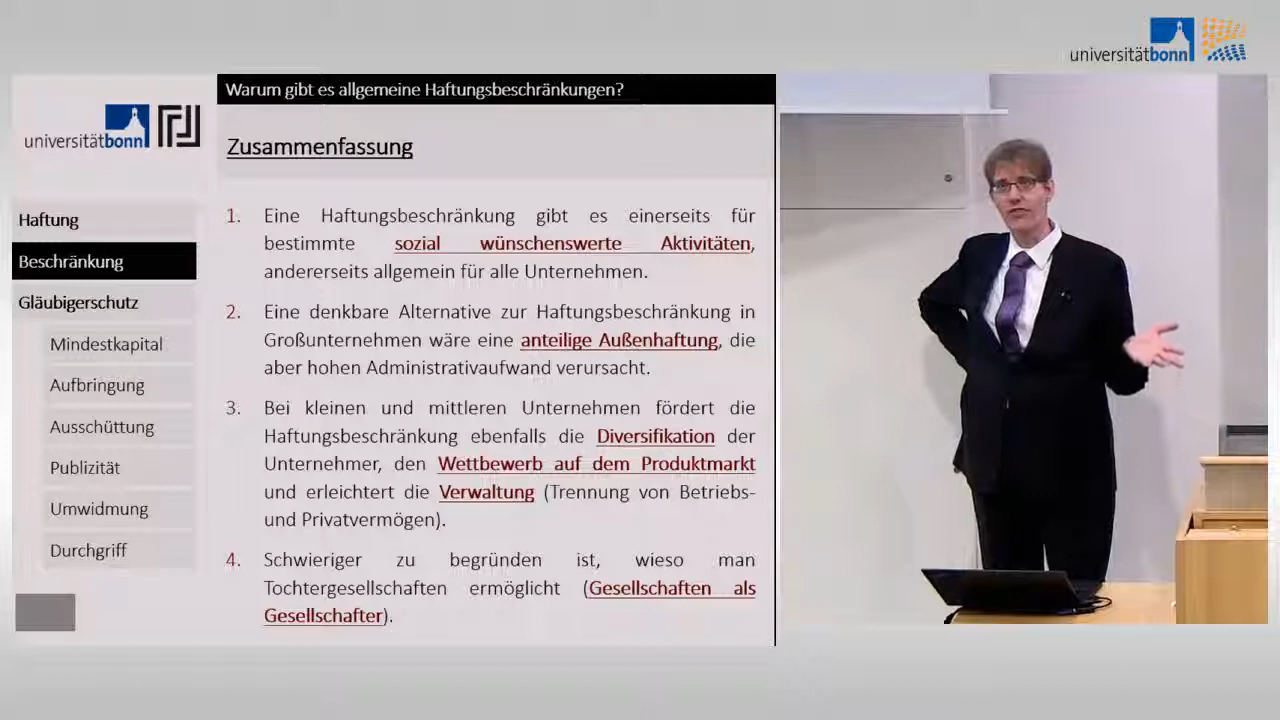 universitätbonn
Warum gibt es allgemeine Haftungsbeschränkungen?
universitätbonn
Zusammenfassung
Haftung
Beschränkung
Gläubigerschutz
Mindestkapital
Aufbringung
Ausschüttung
Publizität
Umwidmung
Durchgriff
1. Eine Haftungsbeschränkung gibt es einerseits für
bestimmte sozial wünschenswerte Aktivitäten,
andererseits allgemein für alle Unternehmen.
2. Eine denkbare Alternative zur Haftungsbeschränkung in
Großunternehmen wäre eine anteilige Außenhaftung, die
aber hohen Administrativaufwand verursacht.
3. Bei kleinen und mittleren Unternehmen fördert die
Haftungsbeschränkung ebenfalls die Diversifikation der
Unternehmer, den Wettbewerb auf dem Produktmarkt
und erleichtert die Verwaltung (Trennung von Betriebs-
und Privatvermögen).
4. Schwieriger zu begründen ist, wieso man
Tochtergesellschaften ermöglicht (Gesellschaften als
Gesellschafter).